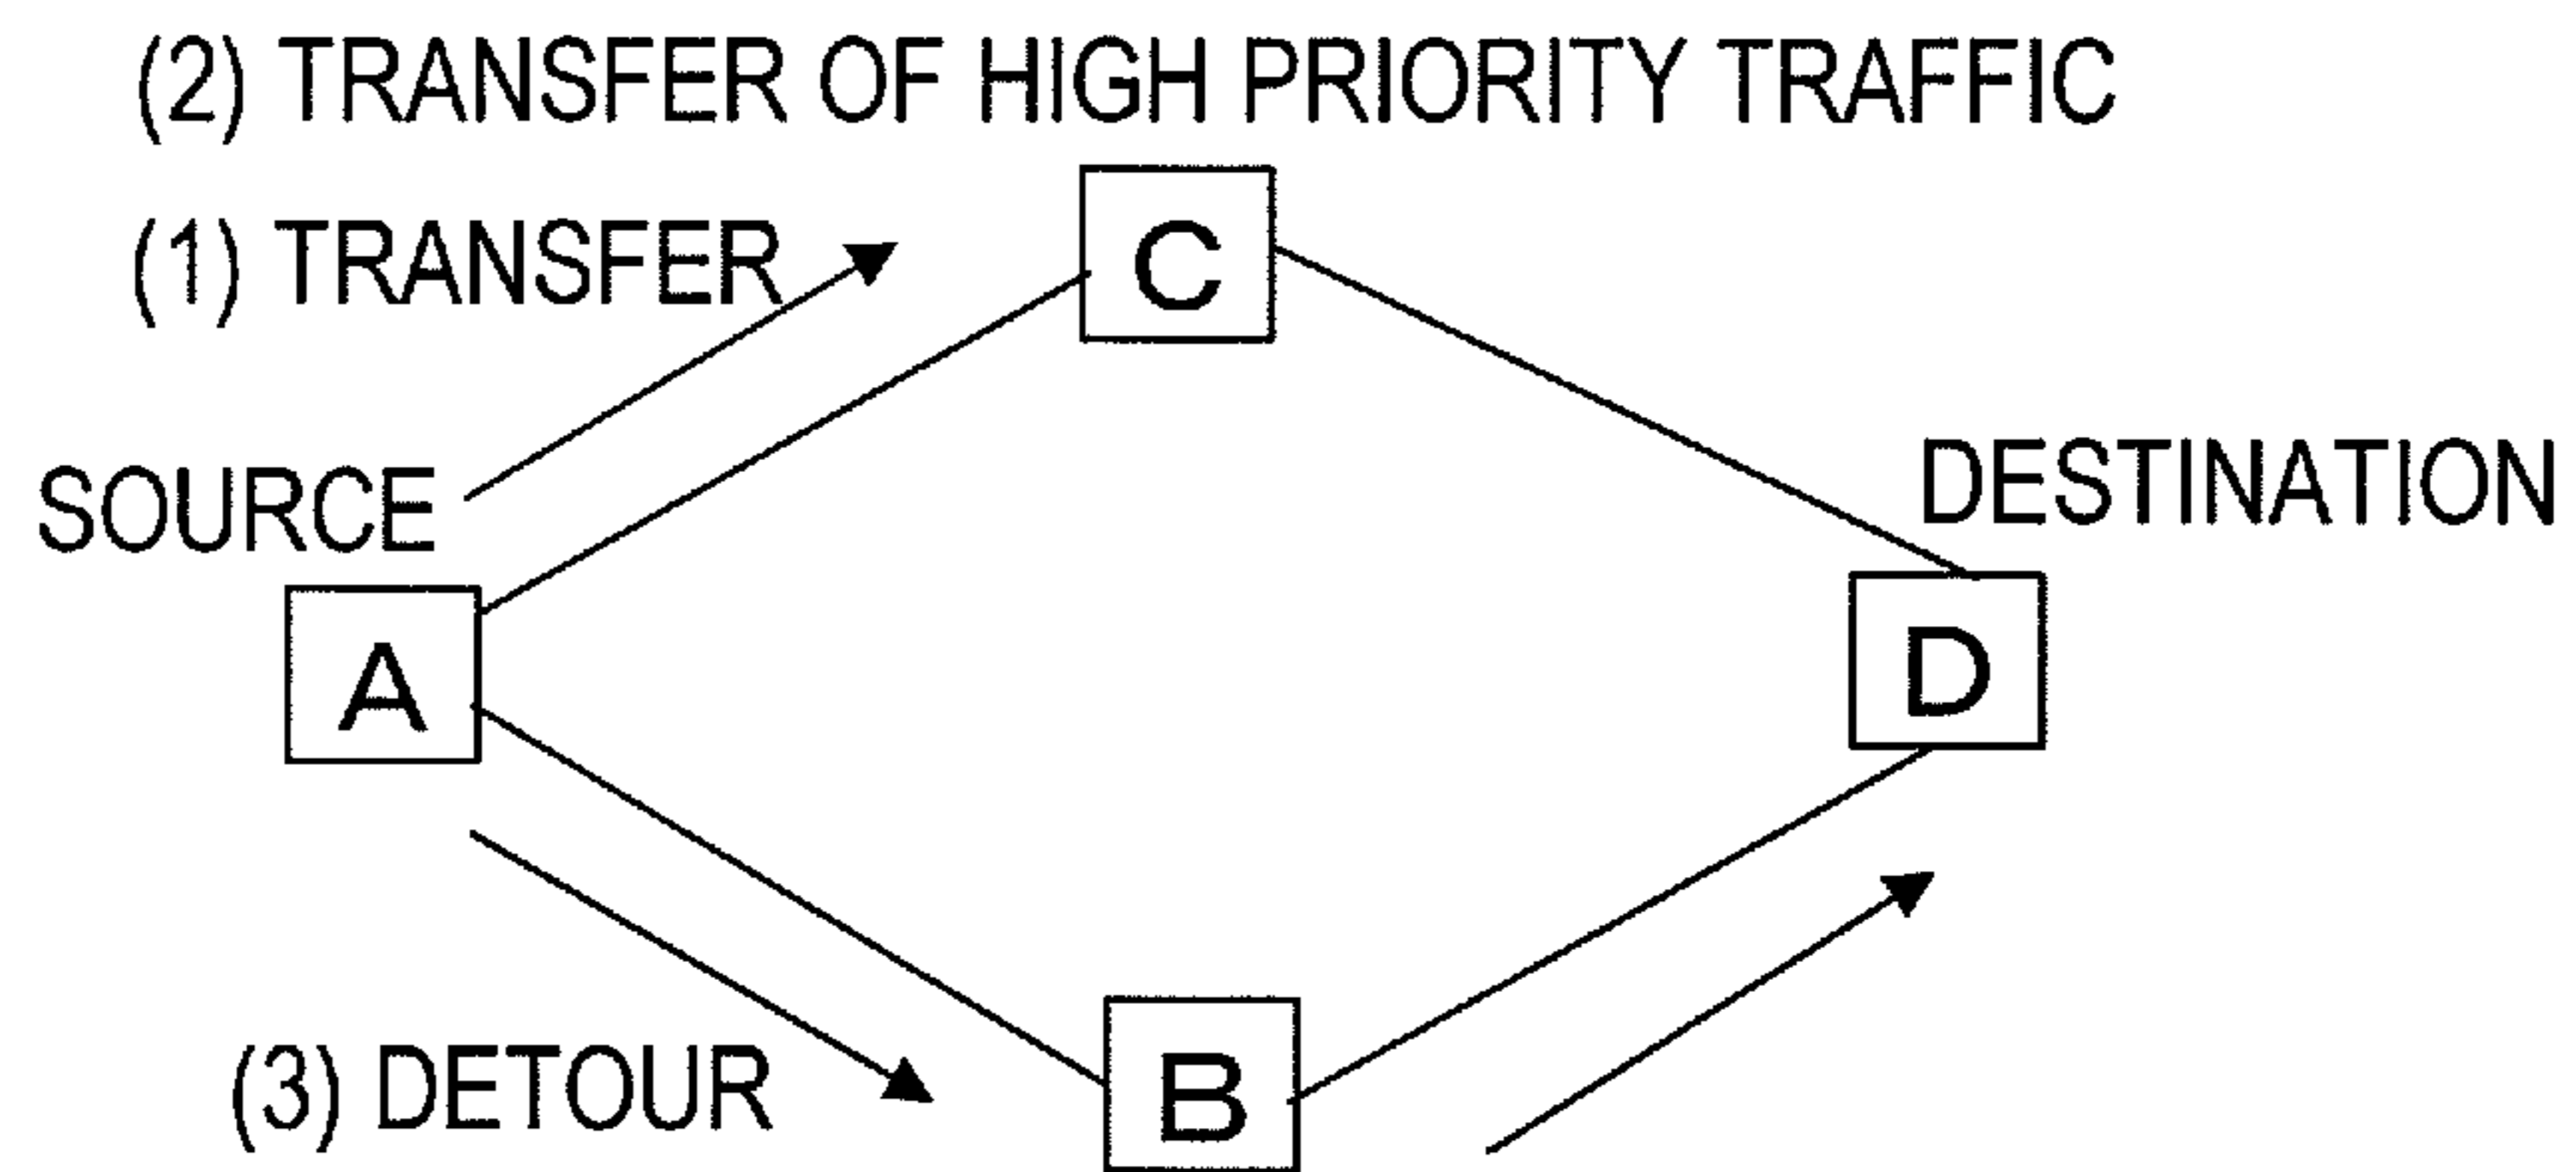 (2) TRANSFER OF HIGH PRIORITY TRAFFIC
(1) TRANSFER
C
SOURCE
DESTINATION
A
D
(3) DETOUR
B